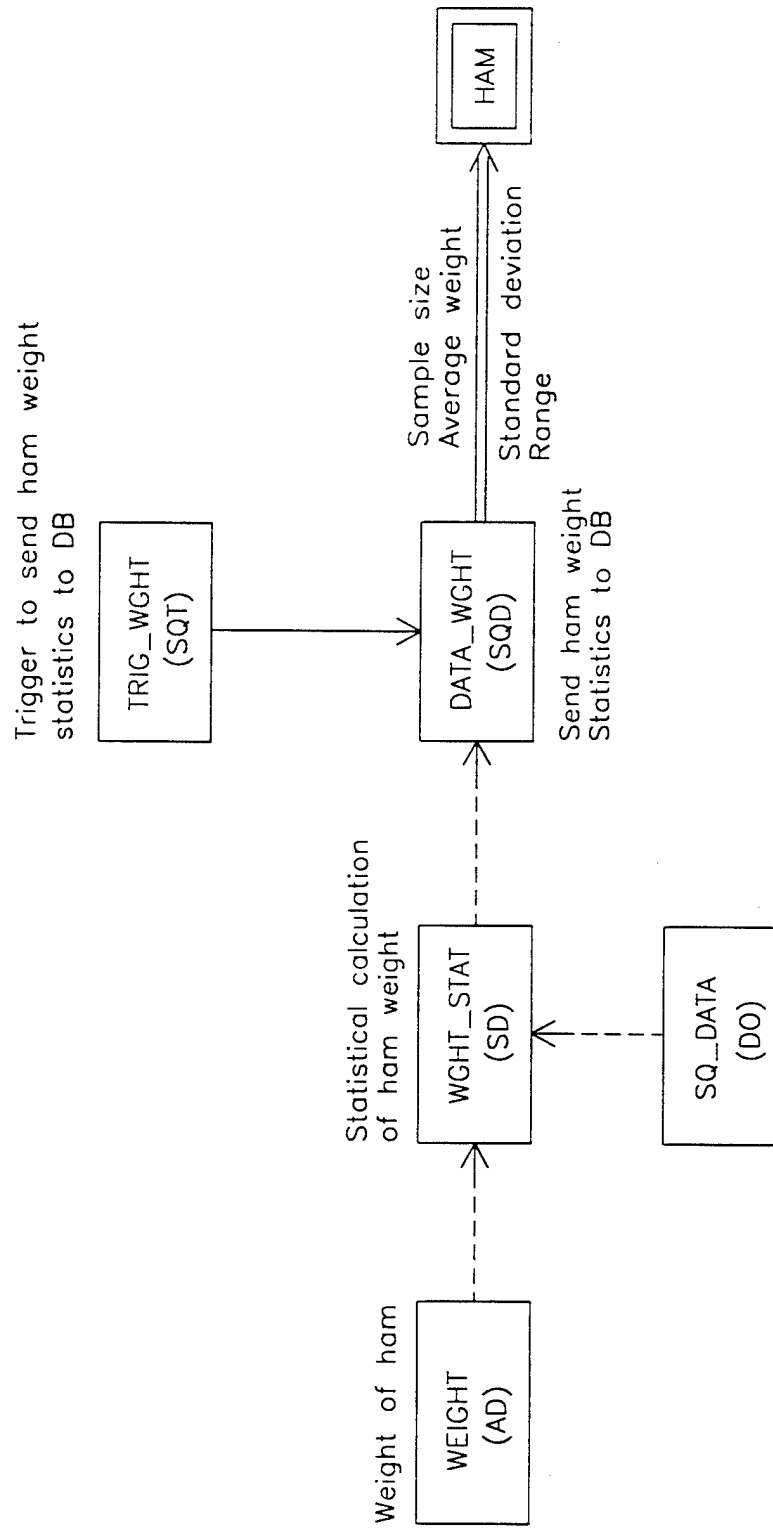 Trigger to send ham weight
statistics to DB
TRIG_WGHT
(SQT)
Weight of ham
WEIGHT
(AD)
Statistical calculation
of ham weight
WGHT_STAT
(SD)
SQ_DATA
(DO)
DATA_WGHT
(SQD)
Send ham weight
Statistics to DB
Sample size
Average weight
Standard deviation
Range
HAM